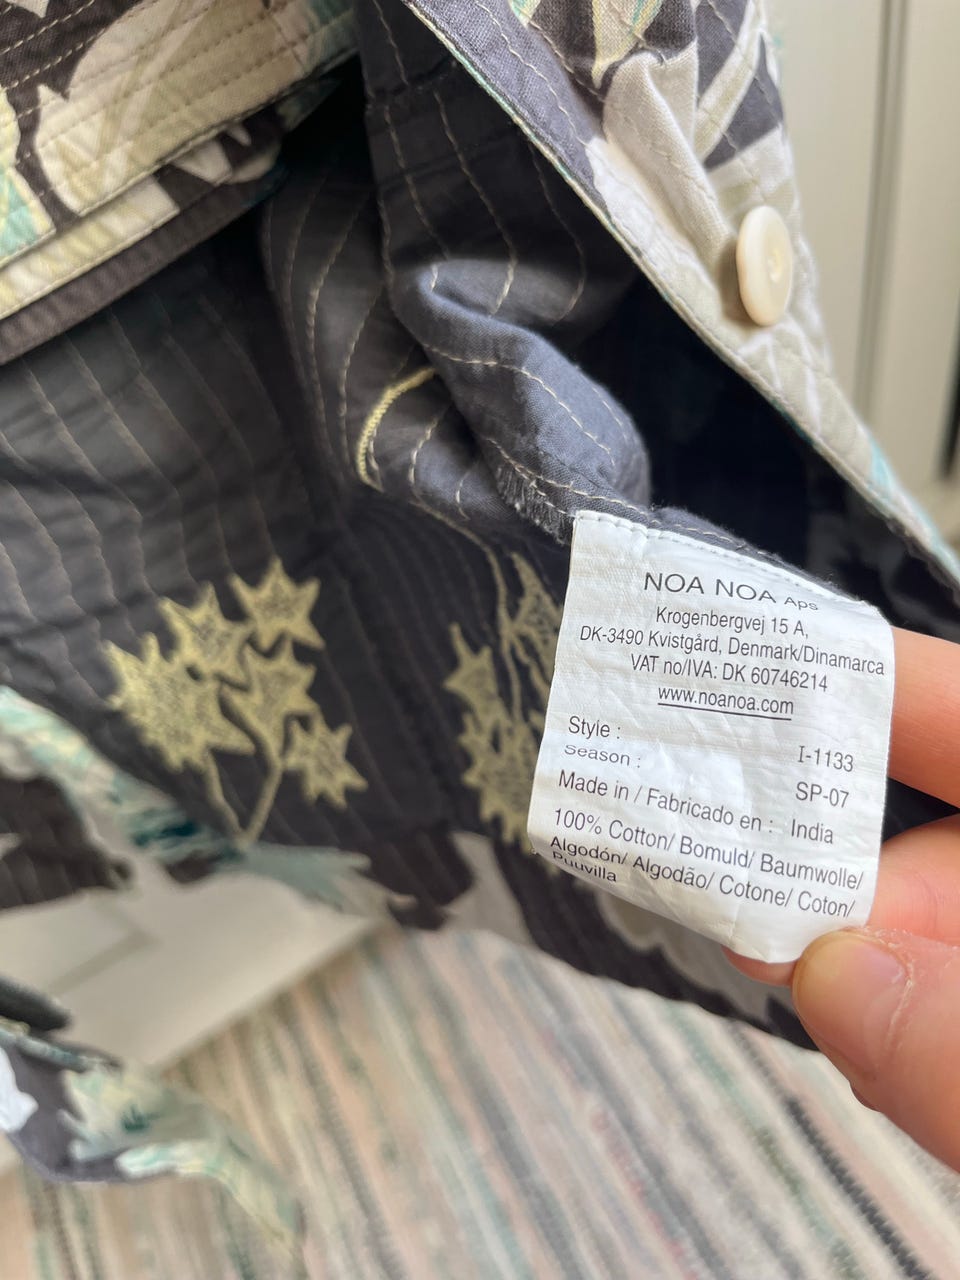 NOA NOA Aps
Krogenbergvej 15 A,
DK-3490 Kvistgård, Denmark/Dinamarca
VAT no/IVA: DK 60746214
www.noanoa.com
Style : I-1133
Season : SP-07
Made in / Fabricado en : India
100% Cotton/ Bomuld/ Baumwolle/
Algodón/ Algodão/ Cotone/ Coton/
Puuvilla